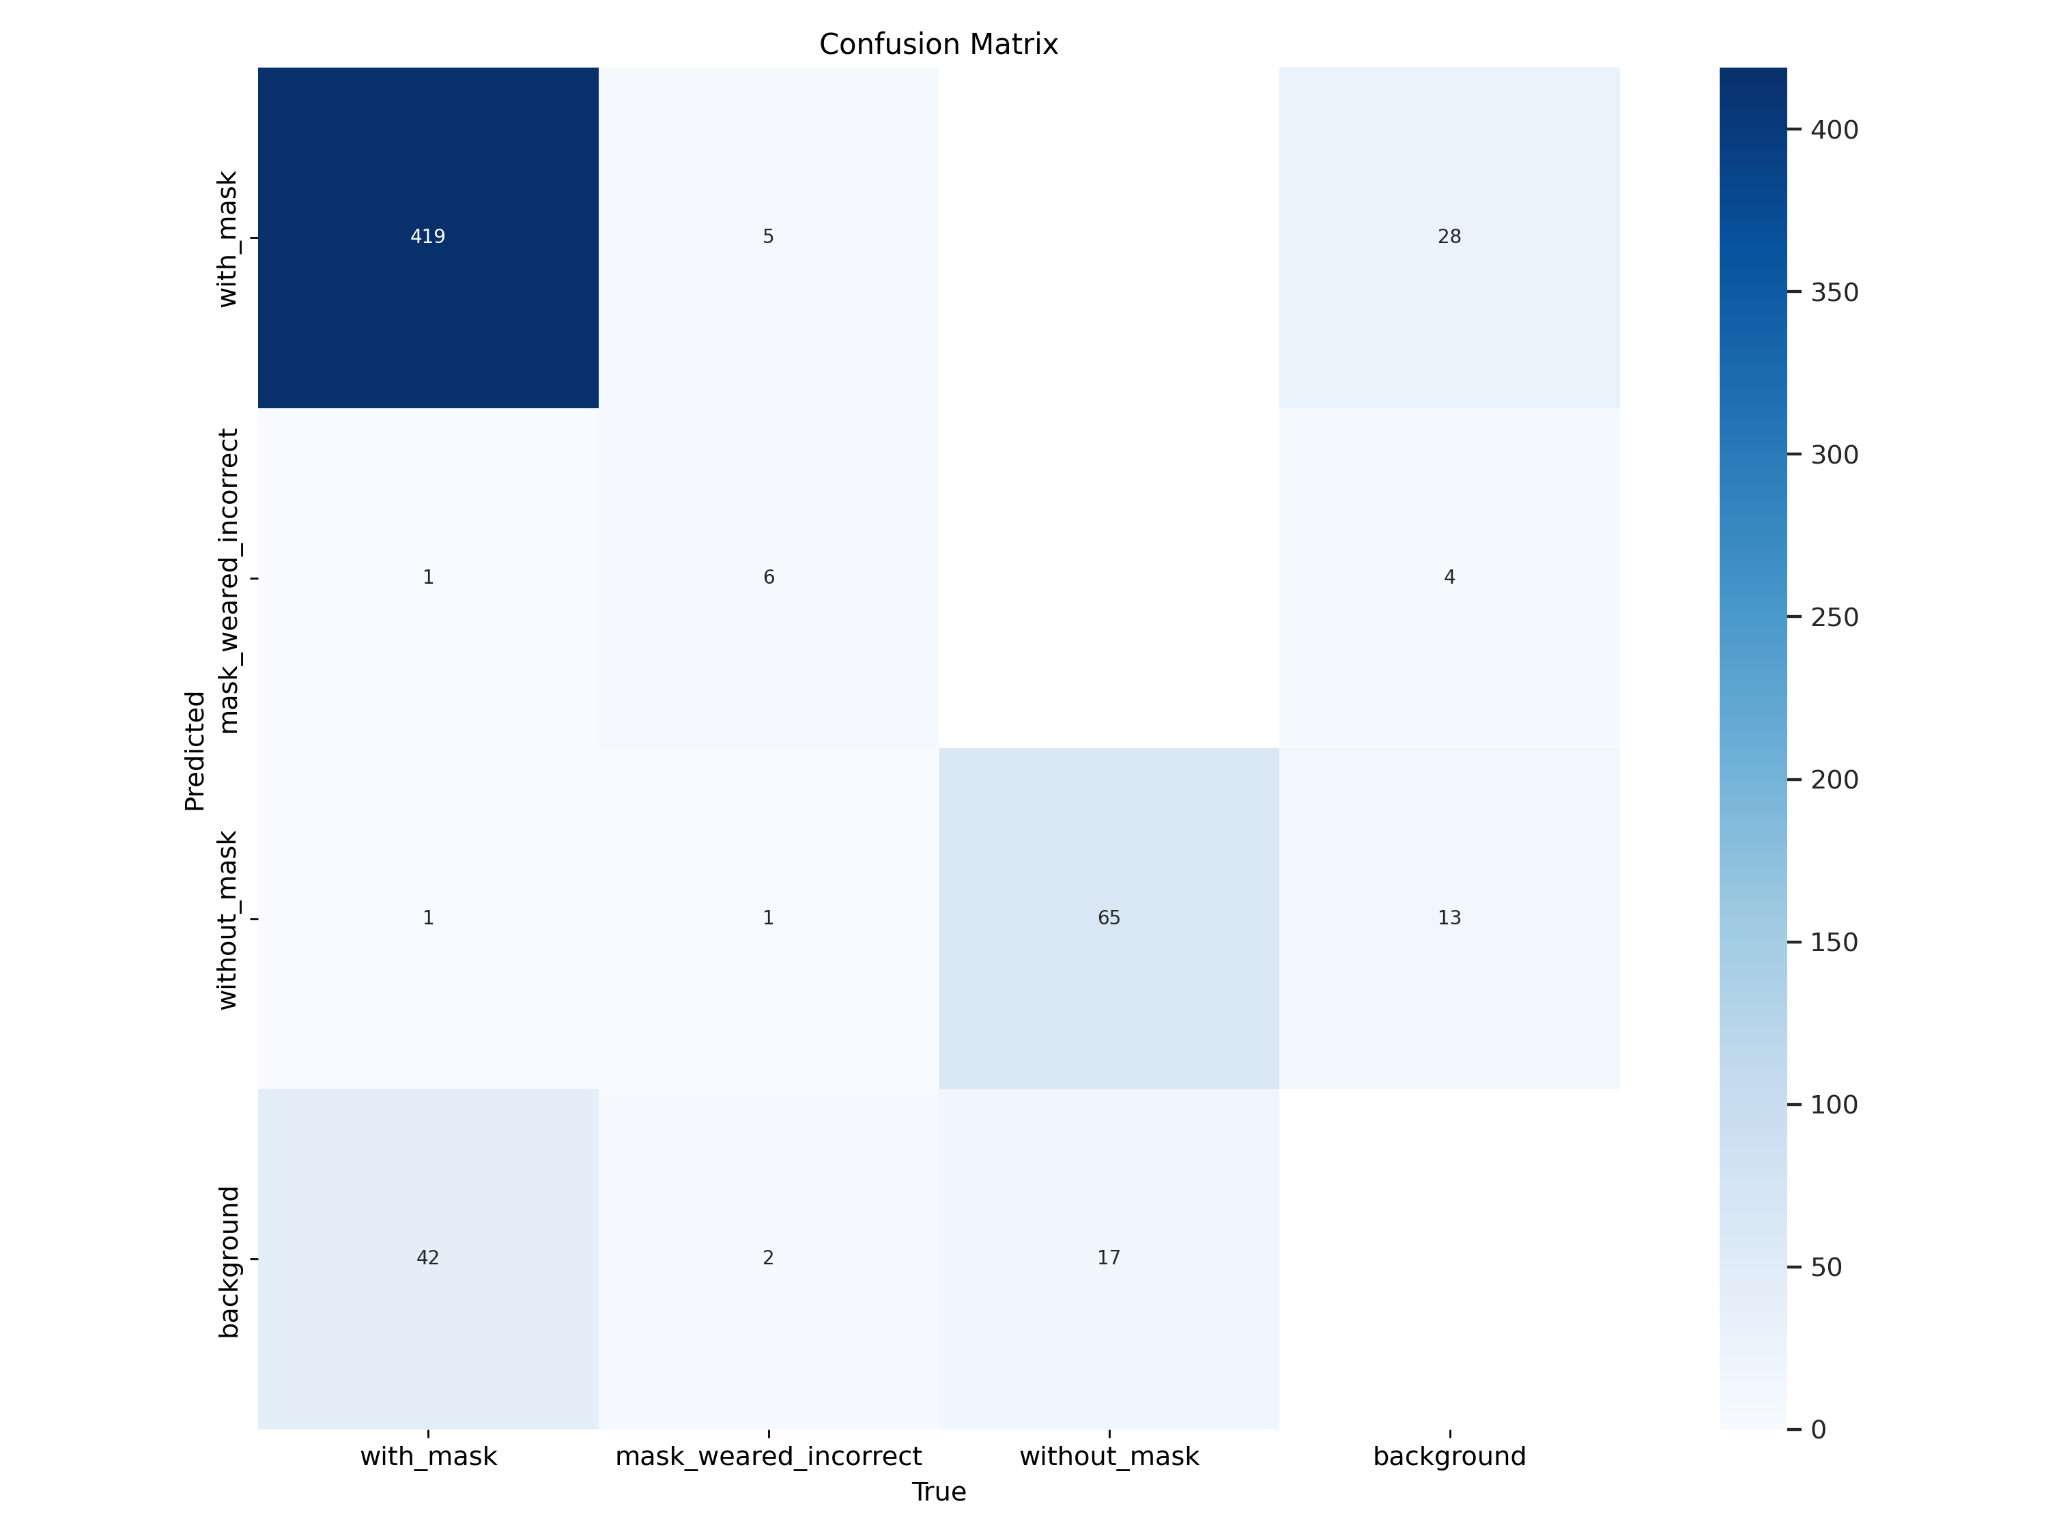 Confusion Matrix
with_mask
419
5
28
mask_weared_incorrect
1
6
4
Predicted
without_mask
1
1
65
13
background
42
2
17
with_mask
mask_weared_incorrect
without_mask
background
True
400
350
300
250
200
150
100
50
0